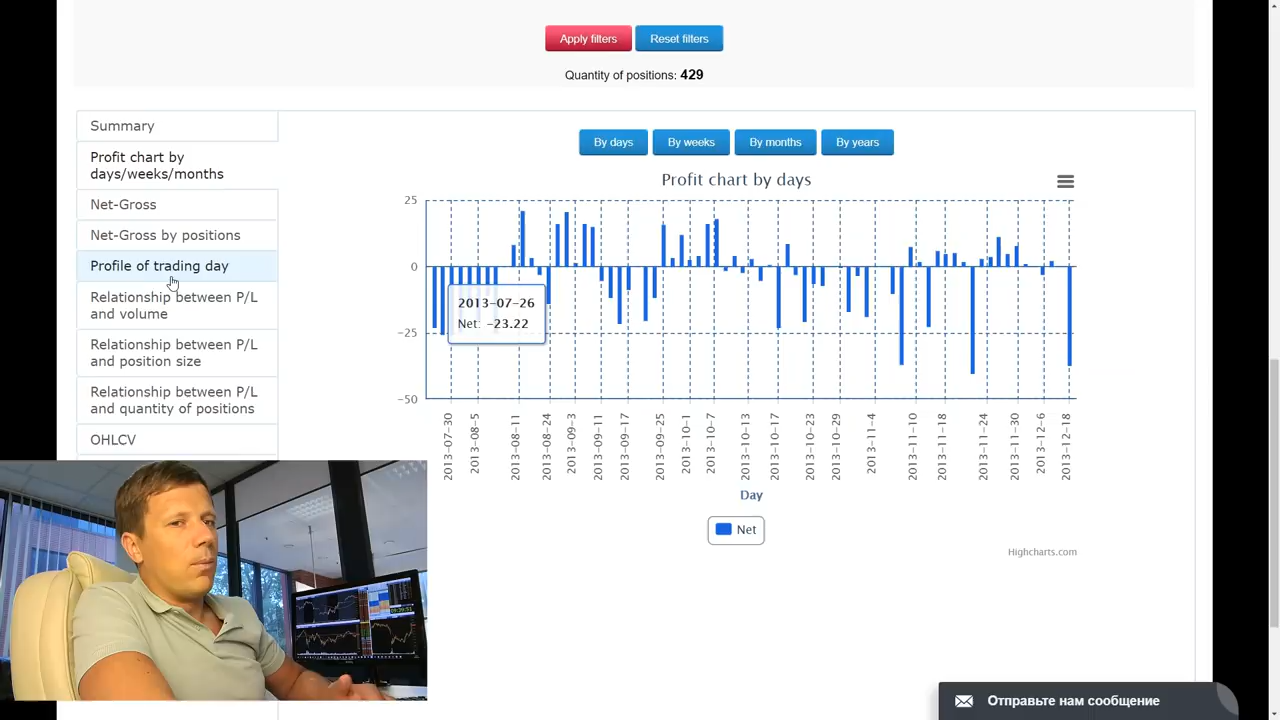 Apply filters
Reset filters
Quantity of positions: 429
Summary
Profit chart by
days/weeks/months
Net-Gross
Net-Gross by positions
Profile of trading day
Relationship between P/L
and volume
Relationship between P/L
and position size
Relationship between P/L
and quantity of positions
OHLCV
By days
By weeks
By months
By years
Profit chart by days
25
0
-25
-50
2013-07-26
Net: -23.22
2013-07-30
2013-08-5
2013-08-11
2013-08-24
2013-09-3
2013-09-11
2013-09-17
2013-09-25
2013-10-1
2013-10-7
2013-10-13
2013-10-17
2013-10-23
2013-10-29
2013-11-4
2013-11-10
2013-11-18
2013-11-24
2013-11-30
2013-12-6
2013-12-18
Day
Net
Highcharts.com
Отправьте нам сообщение